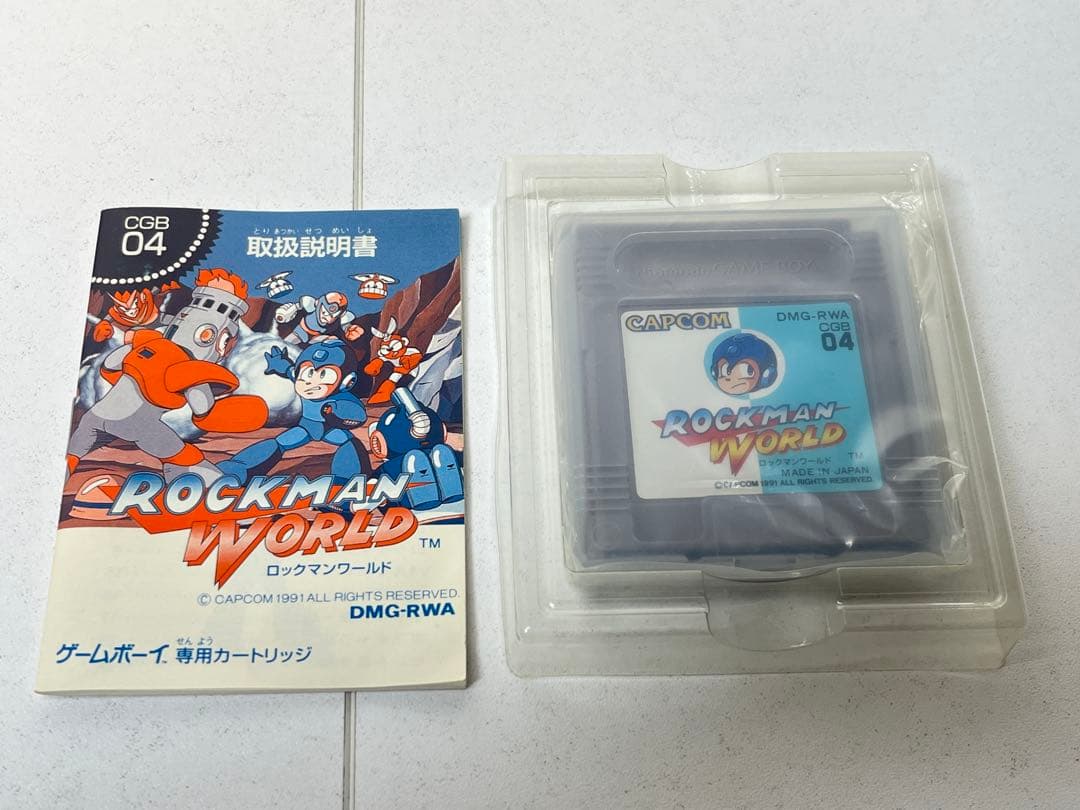 CGB
04
とり あつかい せつ めい しょ
取扱説明書
ROCKMAN
WORLD TM
ロックマンワールド
© CAPCOM 1991 ALL RIGHTS RESERVED.
DMG-RWA
せん よう
ゲームボーイ TM 専用カートリッジ
Nintendo GAME BOY
CAPCOM
DMG-RWA
CGB
04
ROCKMAN
WORLD TM
ロックマンワールド
MADE IN JAPAN
© CAPCOM 1991 ALL RIGHTS RESERVED.